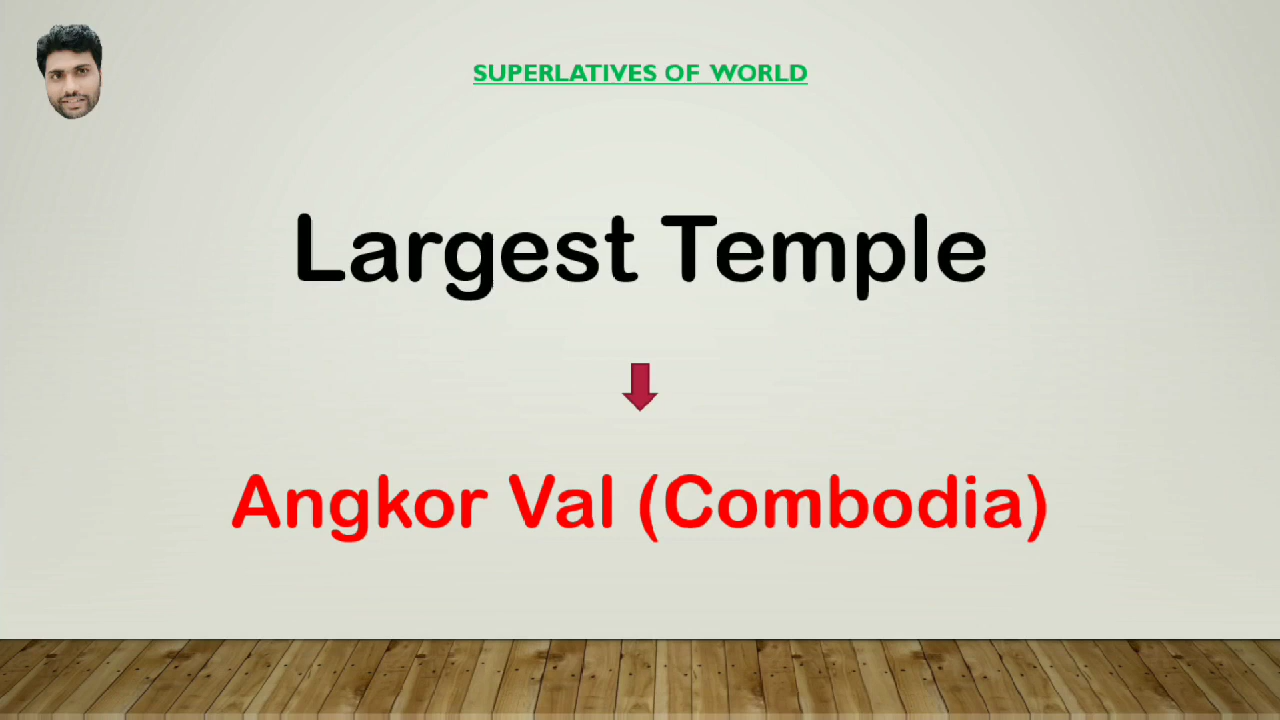 SUPERLATIVES OF WORLD
Largest Temple
Angkor Val (Combodia)